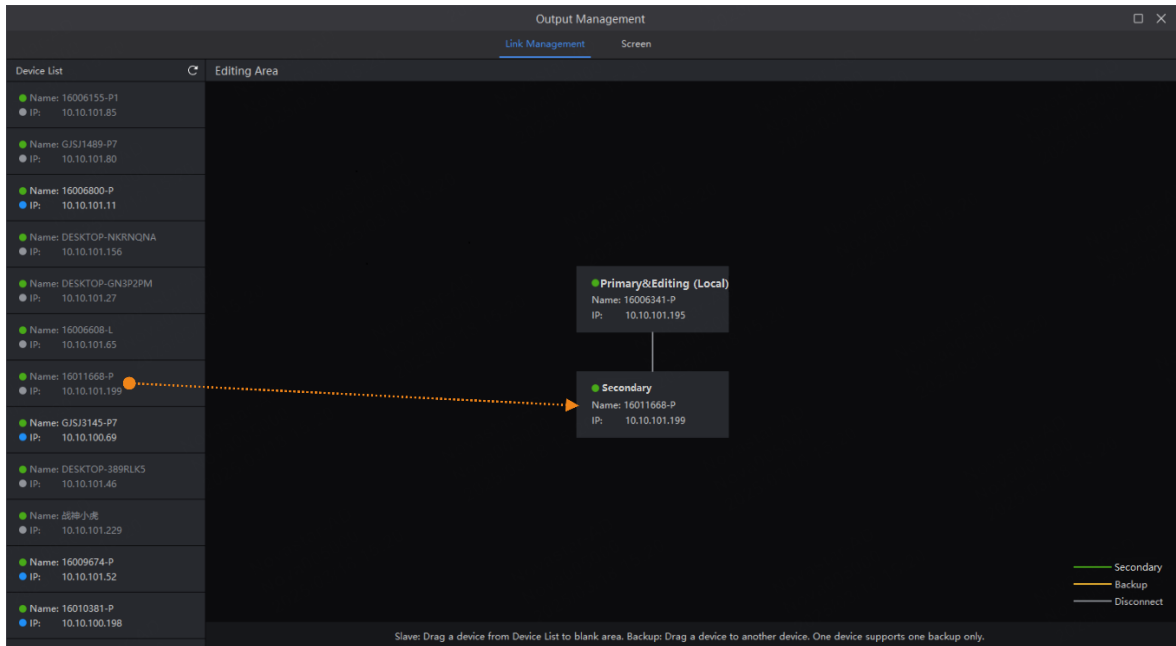 Output Management
Link Management Screen
Device List
Editing Area
Name: 16006155-P1
IP: 10.10.101.85
Name: GJSJ1489-P7
IP: 10.10.101.80
Name: 16006800-P
IP: 10.10.101.11
Name: DESKTOP-NKRNQNA
IP: 10.10.101.156
Name: DESKTOP-GN3P2PM
IP: 10.10.101.27
Name: 16006608-L
IP: 10.10.101.65
Name: 16011668-P
IP: 10.10.101.199
Name: GJSJ3145-P7
IP: 10.10.100.69
Name: DESKTOP-389RLK5
IP: 10.10.101.46
Name: 战神小虎
IP: 10.10.101.229
Name: 16009674-P
IP: 10.10.101.52
Name: 16010381-P
IP: 10.10.100.198
Primary&Editing (Local)
Name: 16006341-P
IP: 10.10.101.195
Secondary
Name: 16011668-P
IP: 10.10.101.199
Secondary
Backup
Disconnect
Slave: Drag a device from Device List to blank area. Backup: Drag a device to another device. One device supports one backup only.